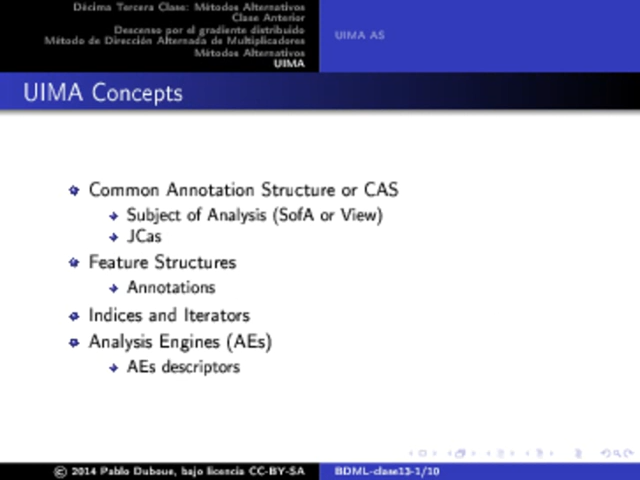 Décima Tercera Clase: Métodos Alternativos
Clase Anterior
Descenso por el gradiente distribuido
Método de Dirección Alternada de Multiplicadores
Métodos Alternativos
UIMA
UIMA AS
UIMA Concepts
Common Annotation Structure or CAS
Subject of Analysis (SofA or View)
JCas
Feature Structures
Annotations
Indices and Iterators
Analysis Engines (AEs)
AEs descriptors
© 2014 Pablo Duboue, bajo licencia CC-BY-SA
BDML-clase13-1/10